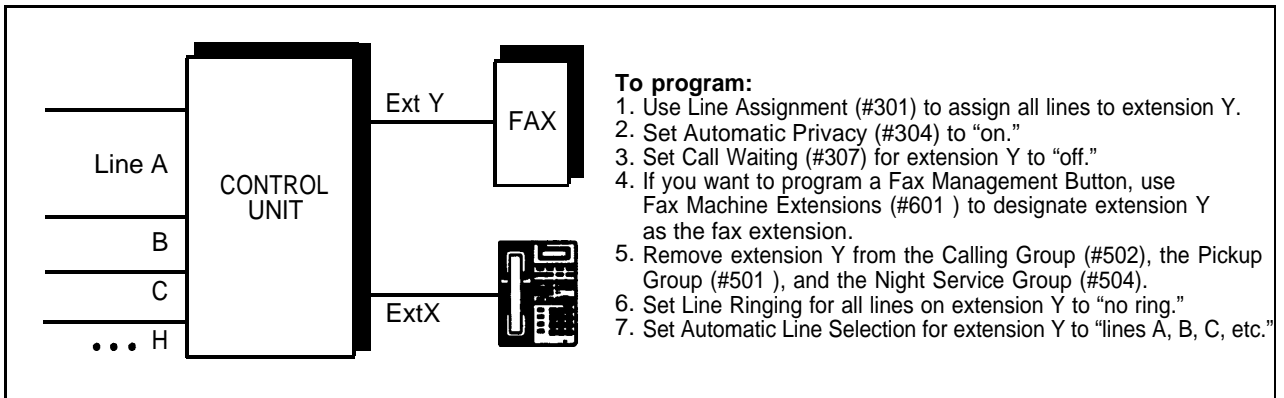 Line A
B
C
••• H
CONTROL
UNIT
Ext Y
FAX
ExtX
To program:
1. Use Line Assignment (#301) to assign all lines to extension Y.
2. Set Automatic Privacy (#304) to “on.”
3. Set Call Waiting (#307) for extension Y to “off.”
4. If you want to program a Fax Management Button, use
Fax Machine Extensions (#601 ) to designate extension Y
as the fax extension.
5. Remove extension Y from the Calling Group (#502), the Pickup
Group (#501 ), and the Night Service Group (#504).
6. Set Line Ringing for all lines on extension Y to “no ring.”
7. Set Automatic Line Selection for extension Y to “lines A, B, C, etc.”